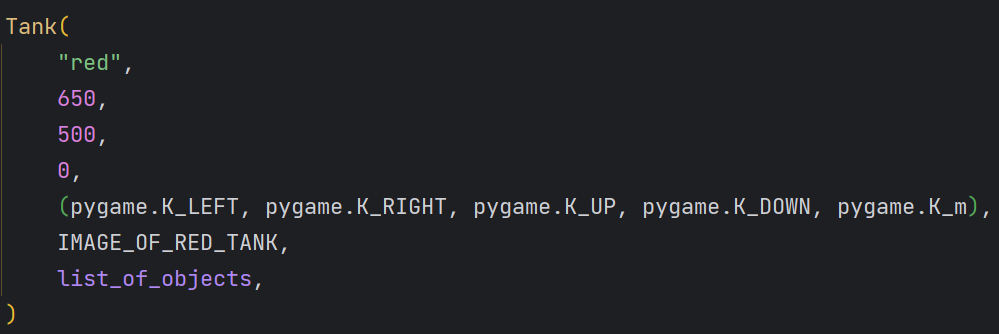 Tank(
    "red",
    650,
    500,
    0,
    (pygame.K_LEFT, pygame.K_RIGHT, pygame.K_UP, pygame.K_DOWN, pygame.K_m),
    IMAGE_OF_RED_TANK,
    list_of_objects,
)